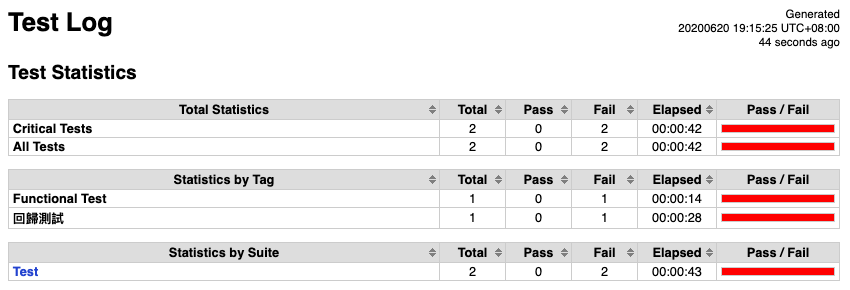 Test Log
Generated
20200620 19:15:25 UTC+08:00
44 seconds ago
Test Statistics
Total Statistics Total Pass Fail Elapsed Pass / Fail
Critical Tests 2 0 2 00:00:42
All Tests 2 0 2 00:00:42
Statistics by Tag Total Pass Fail Elapsed Pass / Fail
Functional Test 1 0 1 00:00:14
回歸測試 1 0 1 00:00:28
Statistics by Suite Total Pass Fail Elapsed Pass / Fail
Test 2 0 2 00:00:43